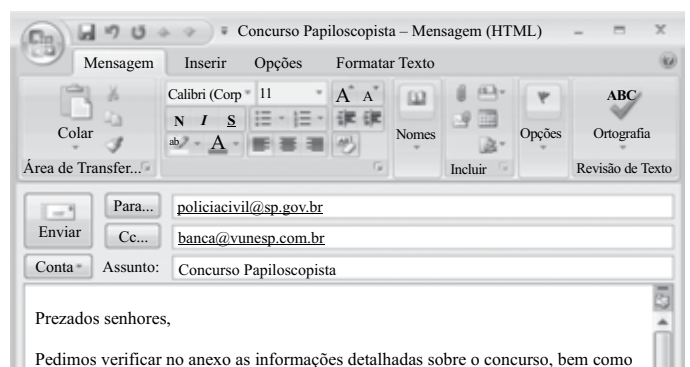 Concurso Papiloscopista – Mensagem (HTML)
Mensagem Inserir Opções Formatar Texto
Colar
Área de Transfer...
Calibri (Corp 11 A A
N I S
ab A
Nomes
Incluir
Opções
ABC
Ortografia
Revisão de Texto
Enviar
Para... policiacivil@sp.gov.br
Cc... banca@vunesp.com.br
Conta Assunto: Concurso Papiloscopista
Prezados senhores,
Pedimos verificar no anexo as informações detalhadas sobre o concurso, bem como